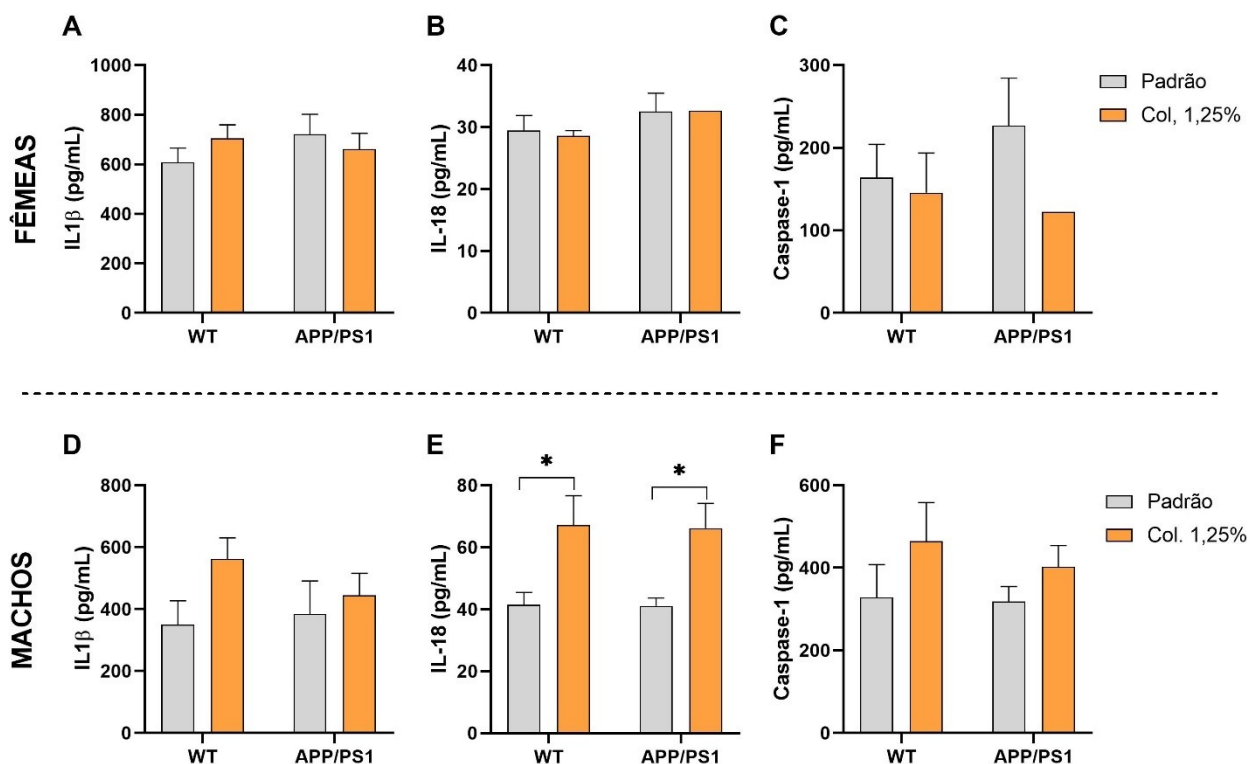 FÊMEAS
A
IL1β (pg/mL)
1000
800
600
400
200
0
WT
APP/PS1
B
IL-18 (pg/mL)
40
30
20
10
0
WT
APP/PS1
C
Caspase-1 (pg/mL)
300
200
100
0
WT
APP/PS1
Padrão
Col, 1,25%
MACHOS
D
IL1β (pg/mL)
800
600
400
200
0
WT
APP/PS1
E
IL-18 (pg/mL)
80
60
40
20
0
*
*
WT
APP/PS1
F
Caspase-1 (pg/mL)
600
400
200
0
WT
APP/PS1
Padrão
Col. 1,25%